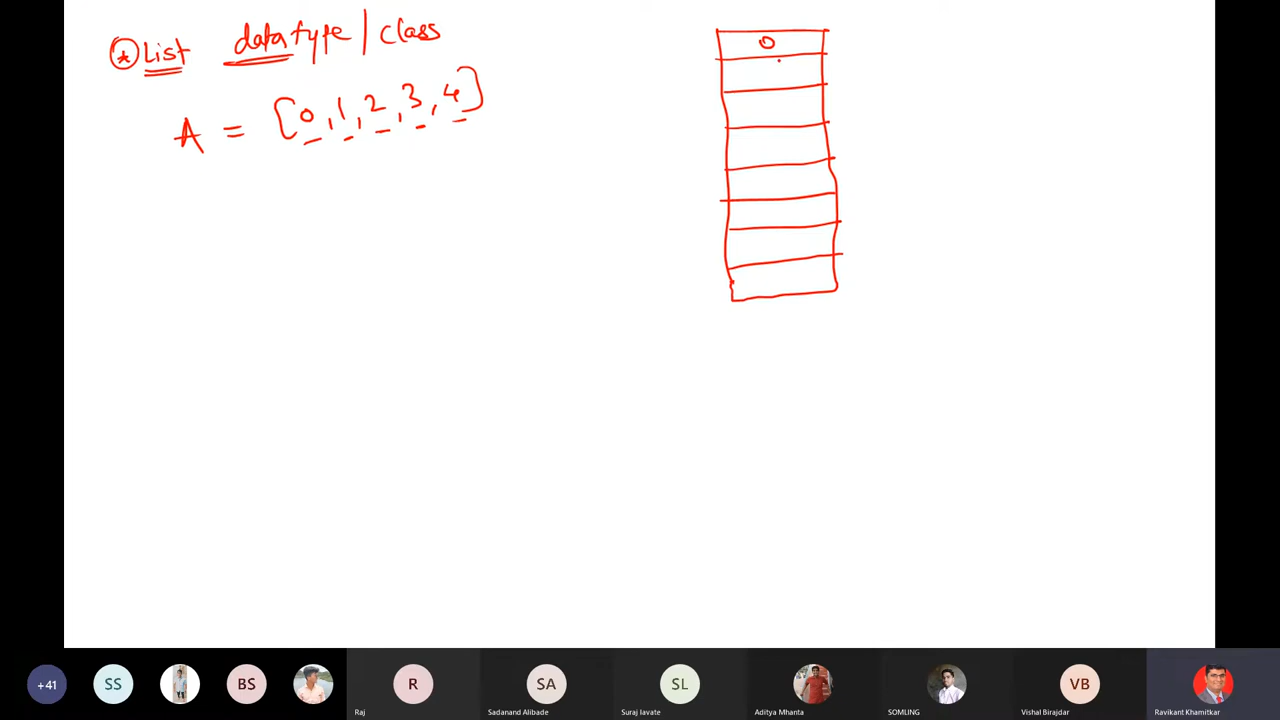 * List datatype / class
A = [0, 1, 2, 3, 4]
0
+41
SS
BS
R
SA
SL
VB
Raj
Sadanand Alibade
Suraj Javate
Aditya Mhanta
SOMLING
Vishal Birajdar
Ravikant Khamitkar